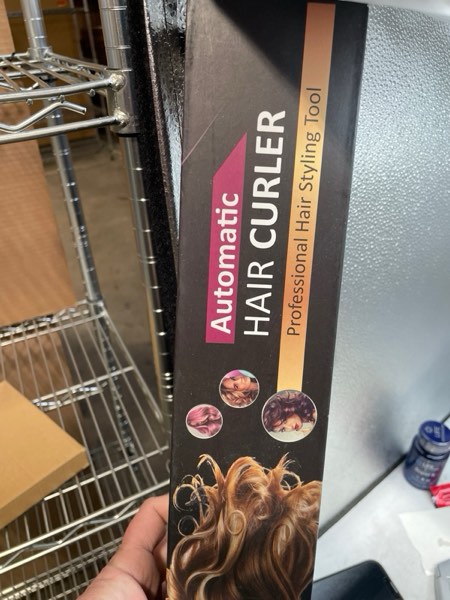 Automatic
HAIR CURLER
Professional Hair Styling Tool